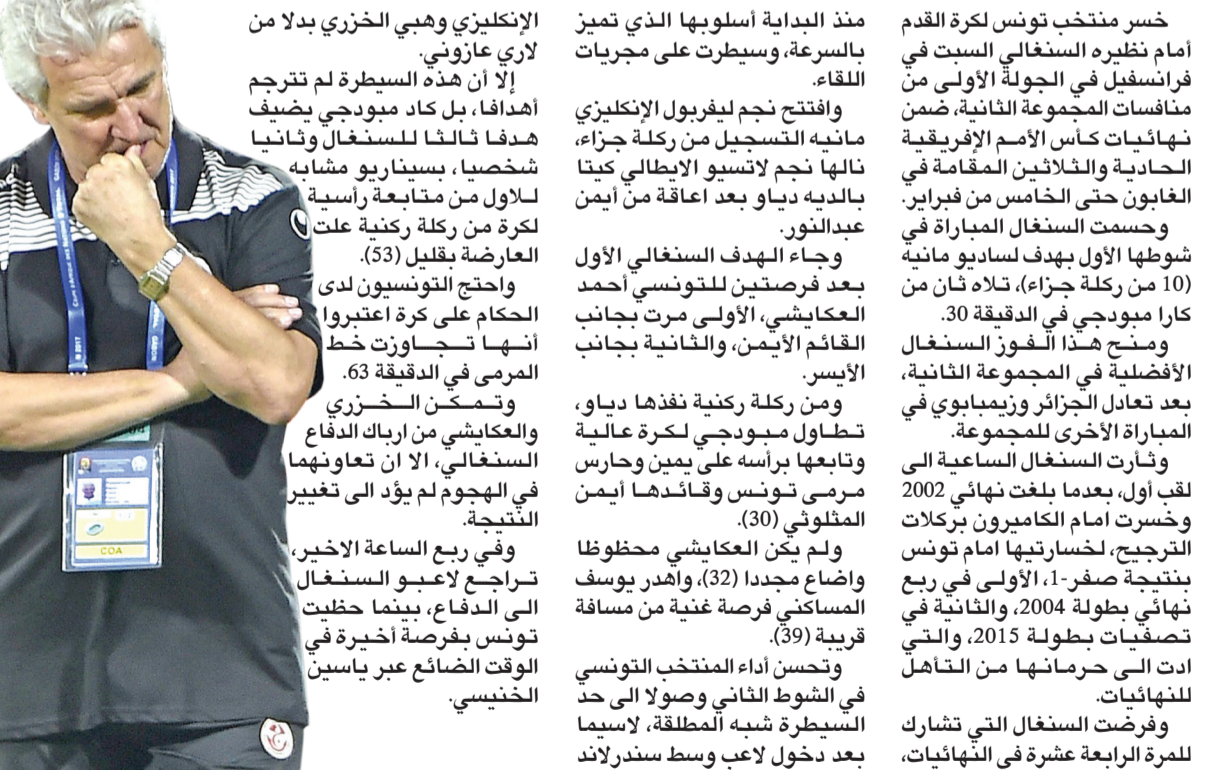 خسر منتخب تونس لكرة القدم
أمام نظيره السنغالي السبت في
فرانسفيل في الجولة الأولى من
منافسات المجموعة الثانية، ضمن
نهائيات كأس الأمم الإفريقية
الحادية والثلاثين المقامة في
الغابون حتى الخامس من فبراير.
وحسمت السنغال المباراة في
شوطها الأول بهدف لساديو مانيه
(10 من ركلة جزاء)، تلاه ثان من
كارا مبودجي في الدقيقة 30.
ومنح هذا الفوز السنغال
الأفضلية في المجموعة الثانية،
بعد تعادل الجزائر وزيمبابوي في
المباراة الأخرى للمجموعة.
وثأرت السنغال الساعية الى
لقب أول، بعدما بلغت نهائي 2002
وخسرت امام الكاميرون بركلات
الترجيح، لخسارتيها امام تونس
بنتيجة صفر-1، الأولى في ربع
نهائي بطولة 2004، والثانية في
تصفيات بطولة 2015، والتي
ادت الى حرمانها من التأهل
للنهائيات.
وفرضت السنغال التي تشارك
للمرة الرابعة عشرة في النهائيات،
منذ البداية أسلوبها الذي تميز
بالسرعة، وسيطرت على مجريات
اللقاء.
وافتتح نجم ليفربول الإنكليزي
مانيه التسجيل من ركلة جزاء،
نالها نجم لاتسيو الايطالي كيتا
بالديه دياو بعد اعاقة من أيمن
عبدالنور.
وجاء الهدف السنغالي الأول
بعد فرصتين للتونسي أحمد
العكايشي، الأولى مرت بجانب
القائم الأيمن، والثانية بجانب
الأيسر.
ومن ركلة ركنية نفذها دياو،
تطاول مبودجي لكرة عالية
وتابعها برأسه على يمين وحارس
مرمى تونس وقائدها أيمن
المثلوثي (30).
ولم يكن العكايشي محظوظا
واضاع مجددا (32)، واهدر يوسف
المساكني فرصة غنية من مسافة
قريبة (39).
وتحسن أداء المنتخب التونسي
في الشوط الثاني وصولا الى حد
السيطرة شبه المطلقة، لاسيما
بعد دخول لاعب وسط سندرلاند
الإنكليزي وهبي الخزري بدلا من
لاري عازوني.
إلا أن هذه السيطرة لم تترجم
أهدافا، بل كاد مبودجي يضيف
هدفا ثالثا للسنغال وثانيا
شخصيا، بسيناريو مشابه
للاول من متابعة رأسية
لكرة من ركلة ركنية علت
العارضة بقليل (53).
واحتج التونسيون لدى
الحكام على كرة اعتبروا
أنها تجاوزت خط
المرمى في الدقيقة 63.
وتمكن الخزري
والعكايشي من ارباك الدفاع
السنغالي، الا ان تعاونهما
في الهجوم لم يؤد الى تغيير
النتيجة.
وفي ربع الساعة الاخير،
تراجع لاعبو السنغال
الى الدفاع، بينما حظيت
تونس بفرصة أخيرة في
الوقت الضائع عبر ياسين
الخنيسي.
COA